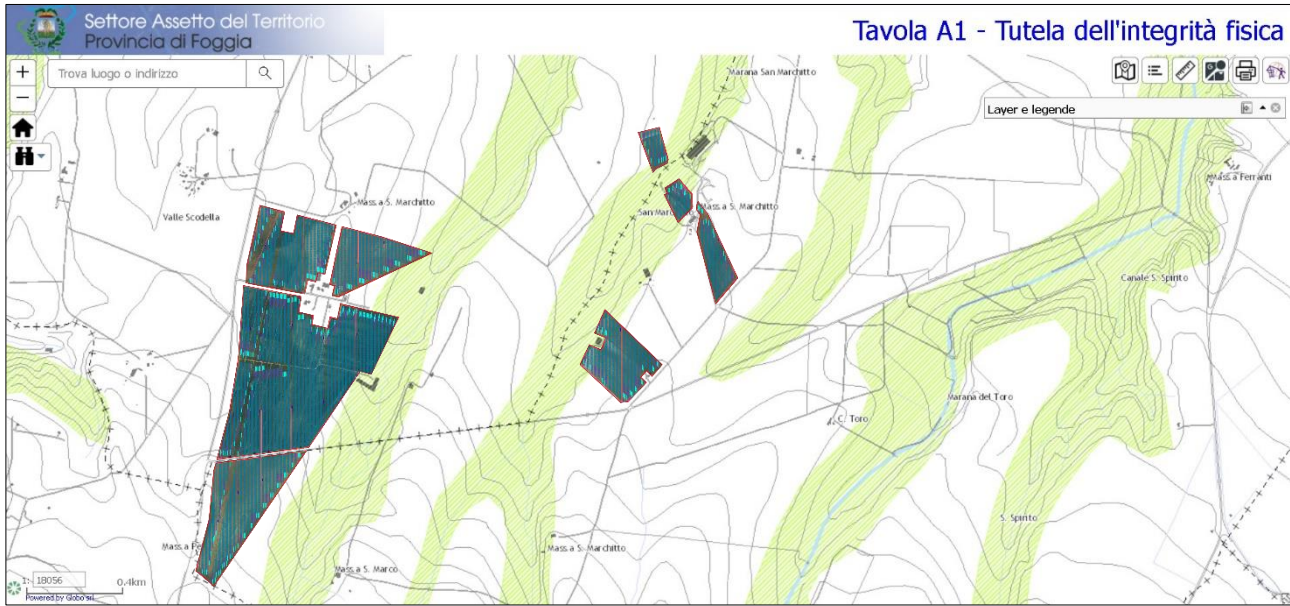 Settore Assetto del Territorio
Provincia di Foggia
Tavola A1 - Tutela dell'integrità fisica
+
Trova luogo o indirizzo
−
Layer e legende
Marana San Marchitto
Mass.a Ferranti
Valle Scodella
Mass.a S. Marchitto
San Marc
Mass.a S. Marchitto
Canale S. Spirito
Marana del Toro
C. Toro
S. Spirito
Mass.a Fe
Mass.a S. Marchitto
Mass.a S. Marco
1: 18056
0.4km
Powered by Globo srl